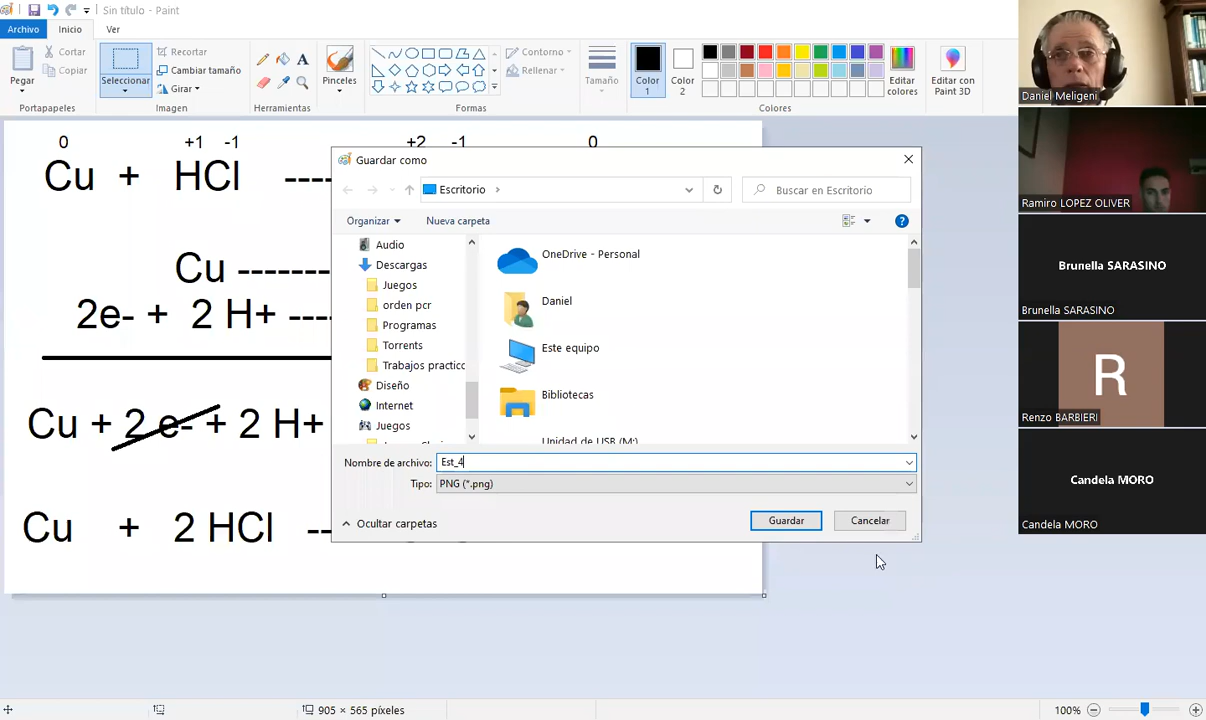 Sin título - Paint
Archivo Inicio Ver
Pegar
Cortar
Copiar
Portapapeles
Seleccionar
Recortar
Cambiar tamaño
Girar
Imagen
A
Herramientas
Pinceles
Contorno
Rellenar
Formas
Tamaño
Color 1
Color 2
Editar colores
Colores
Editar con Paint 3D
0 +1 -1 +2 -1 0
Cu + HCl ----
Cu -------
2e- + 2 H+ ----
Cu + 2 e- + 2 H+
Cu + 2 HCl --
Guardar como
Escritorio
Buscar en Escritorio
Organizar Nueva carpeta
Audio
Descargas
Juegos
orden pcr
Programas
Torrents
Trabajos practic
Diseño
Internet
Juegos
OneDrive - Personal
Daniel
Este equipo
Bibliotecas
Unidad de USB (M:)
Nombre de archivo: Est_4
Tipo: PNG (*.png)
Ocultar carpetas
Guardar Cancelar
Daniel Meligeni
Ramiro LOPEZ OLIVER
Brunella SARASINO
Brunella SARASINO
R
Renzo BARBIERI
Candela MORO
Candela MORO
905 × 565 píxeles
100%